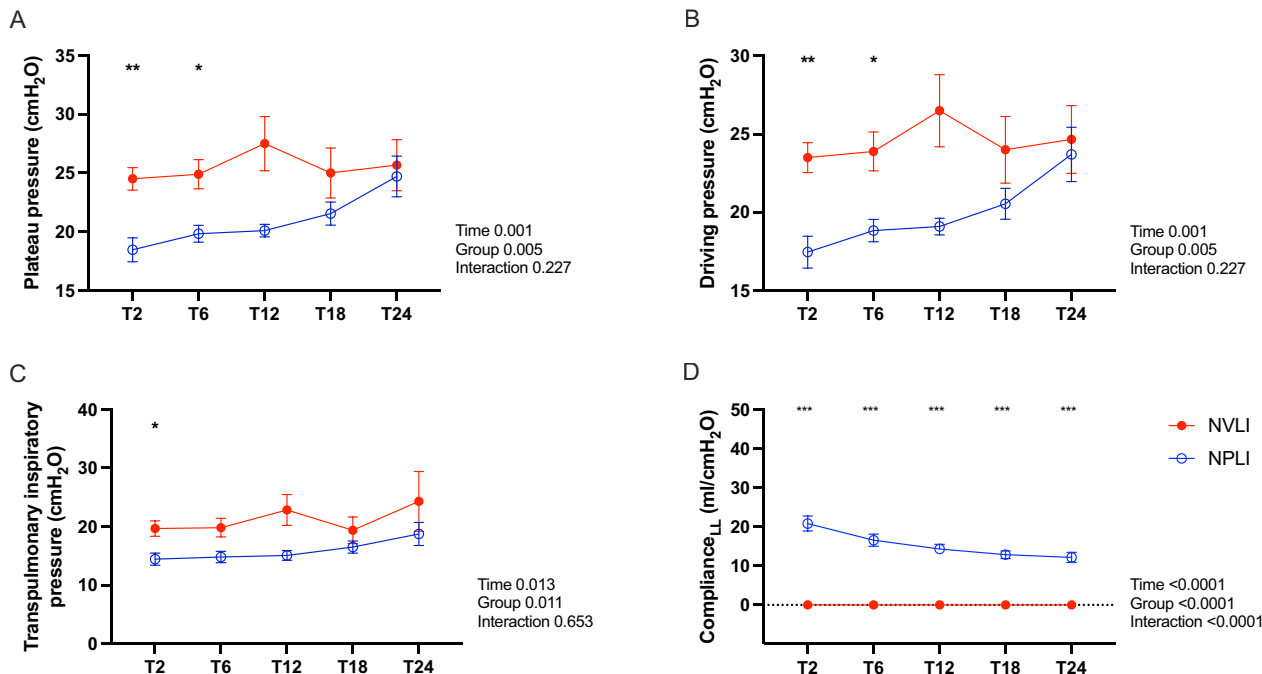 A
Plateau pressure (cmH2O)
35
30
25
20
15
** *
T2 T6 T12 T18 T24
Time 0.001
Group 0.005
Interaction 0.227
B
Driving pressure (cmH2O)
30
25
20
15
** *
T2 T6 T12 T18 T24
Time 0.001
Group 0.005
Interaction 0.227
C
Transpulmonary inspiratory
pressure (cmH2O)
40
30
20
10
0
*
T2 T6 T12 T18 T24
Time 0.013
Group 0.011
Interaction 0.653
D
ComplianceLL (ml/cmH2O)
50
40
30
20
10
0
*** *** *** *** ***
T2 T6 T12 T18 T24
NVLI
NPLI
Time <0.0001
Group <0.0001
Interaction <0.0001